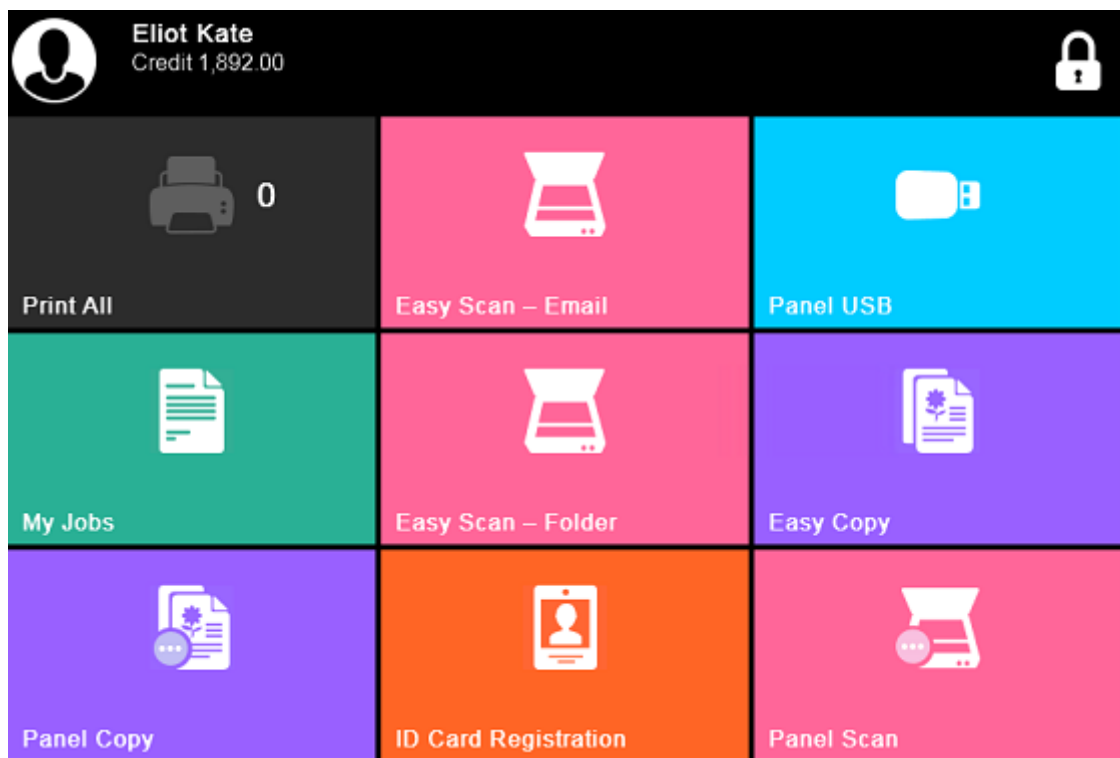 Eliot Kate
Credit 1,892.00
0
Print All
Easy Scan – Email
Panel USB
My Jobs
Easy Scan – Folder
Easy Copy
Panel Copy
ID Card Registration
Panel Scan